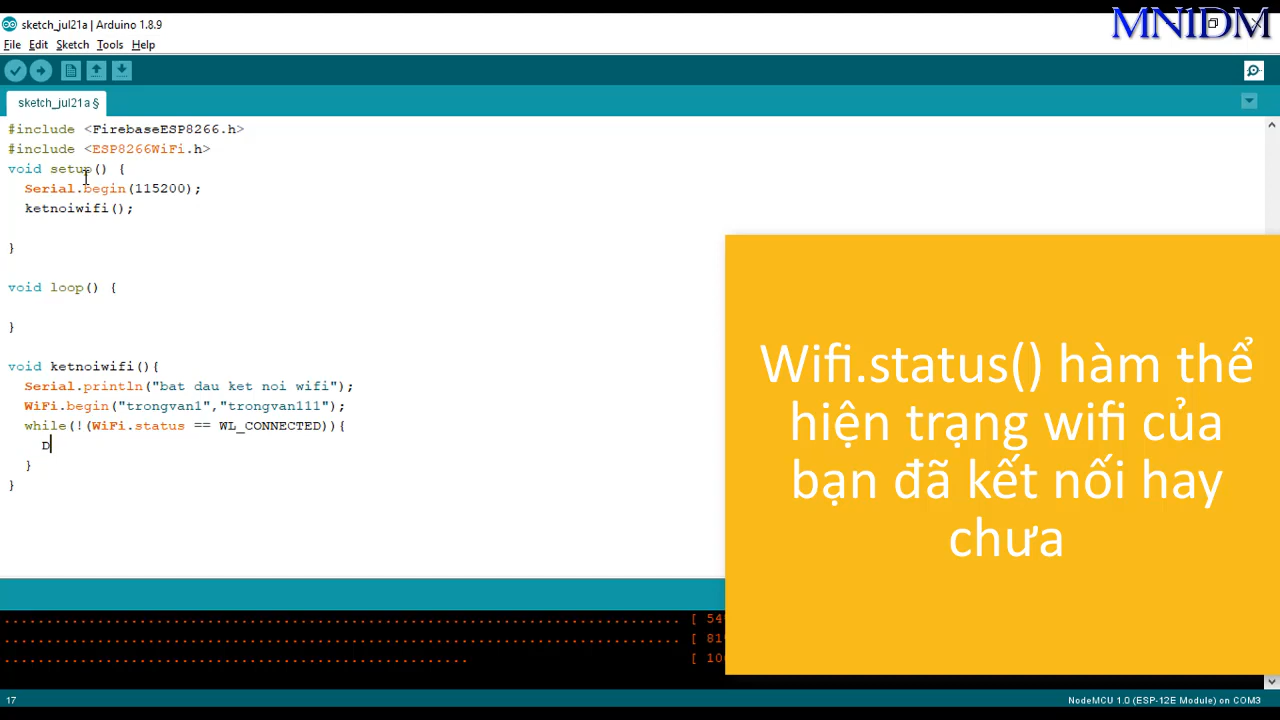 sketch_jul21a | Arduino 1.8.9
MNIDM
File Edit Sketch Tools Help
sketch_jul21a §
#include <FirebaseESP8266.h>
#include <ESP8266WiFi.h>
void setup() {
Serial.begin(115200);
ketnoiwifi();
}
void loop() {
}
void ketnoiwifi(){
Serial.println("bat dau ket noi wifi");
WiFi.begin("trongvan1","trongvan111");
while(!(WiFi.status == WL_CONNECTED)){
D
}
}
Wifi.status() hàm thể
hiện trạng wifi của
bạn đã kết nối hay
chưa
................................................................................ [ 54
................................................................................ [ 81
....................................................... [ 10
17
NodeMCU 1.0 (ESP-12E Module) on COM3